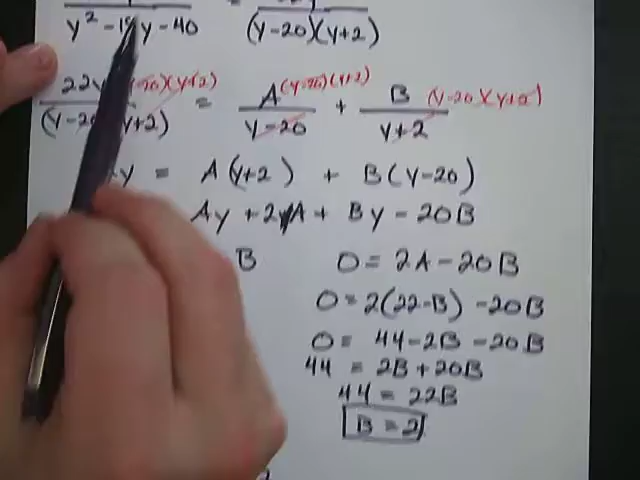 y² - 18y - 40 (y-20)(y+2)
22y (y-20)(y+2) = A (y-20)(y+2) + B (y-20)(y+2)
(y-20)(y+2) y-20 y+2
y = A(y+2) + B(y-20)
Ay + 2A + By - 20B
B 0 = 2A - 20B
0 = 2(22-B) - 20B
0 = 44 - 2B - 20B
44 = 2B + 20B
44 = 22B
B = 2